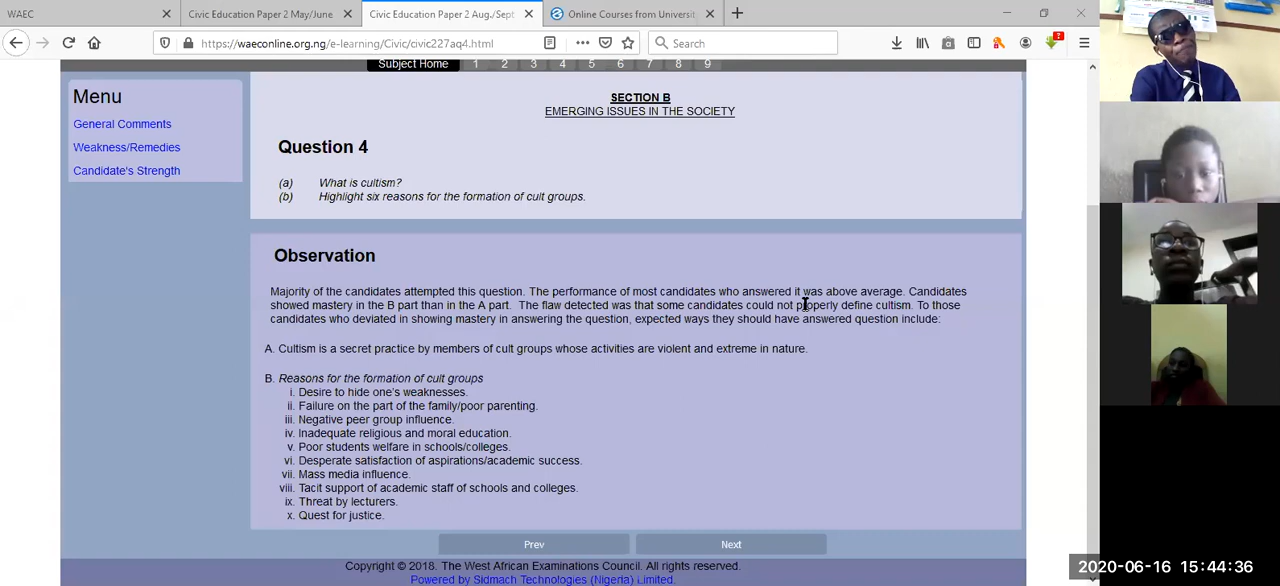 WAEC
Civic Education Paper 2 May/June
Civic Education Paper 2 Aug./Sept
Online Courses from Universit
https://waeconline.org.ng/e-learning/Civic/civic227aq4.html
Search
?
Subject Home 1 2 3 4 5 6 7 8 9
Menu
General Comments
Weakness/Remedies
Candidate's Strength
SECTION B
EMERGING ISSUES IN THE SOCIETY
Question 4
(a) What is cultism?
(b) Highlight six reasons for the formation of cult groups.
Observation
Majority of the candidates attempted this question. The performance of most candidates who answered it was above average. Candidates
showed mastery in the B part than in the A part. The flaw detected was that some candidates could not properly define cultism. To those
candidates who deviated in showing mastery in answering the question, expected ways they should have answered question include:
A. Cultism is a secret practice by members of cult groups whose activities are violent and extreme in nature.
B. Reasons for the formation of cult groups
i. Desire to hide one's weaknesses.
ii. Failure on the part of the family/poor parenting.
iii. Negative peer group influence.
iv. Inadequate religious and moral education.
v. Poor students welfare in schools/colleges.
vi. Desperate satisfaction of aspirations/academic success.
vii. Mass media influence.
viii. Tacit support of academic staff of schools and colleges.
ix. Threat by lecturers.
x. Quest for justice.
Prev
Next
Copyright © 2018. The West African Examinations Council. All rights reserved.
Powered by Sidmach Technologies (Nigeria) Limited.
2020-06-16 15:44:36